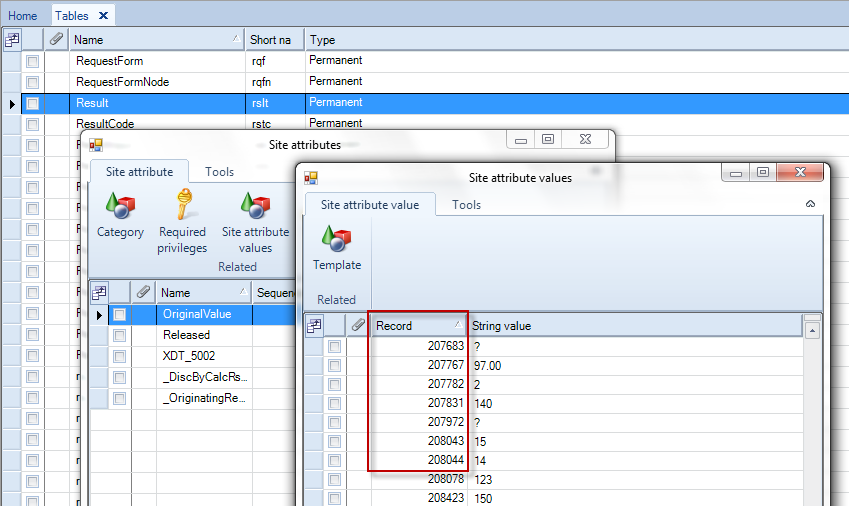 Home Tables
Name Short na Type
RequestForm rqf Permanent
RequestFormNode rqfn Permanent
Result rslt Permanent
ResultCode rstc Permanent
Site attributes
Site attribute Tools
Category Required privileges Site attribute values
Related
Name Sequen
OriginalValue
Released
XDT_5002
_DiscByCalcRs...
_OriginatingRe...
Site attribute values
Site attribute value Tools
Template
Related
Record String value
207683 ?
207767 97.00
207782 2
207831 140
207972 ?
208043 15
208044 14
208078 123
208423 150